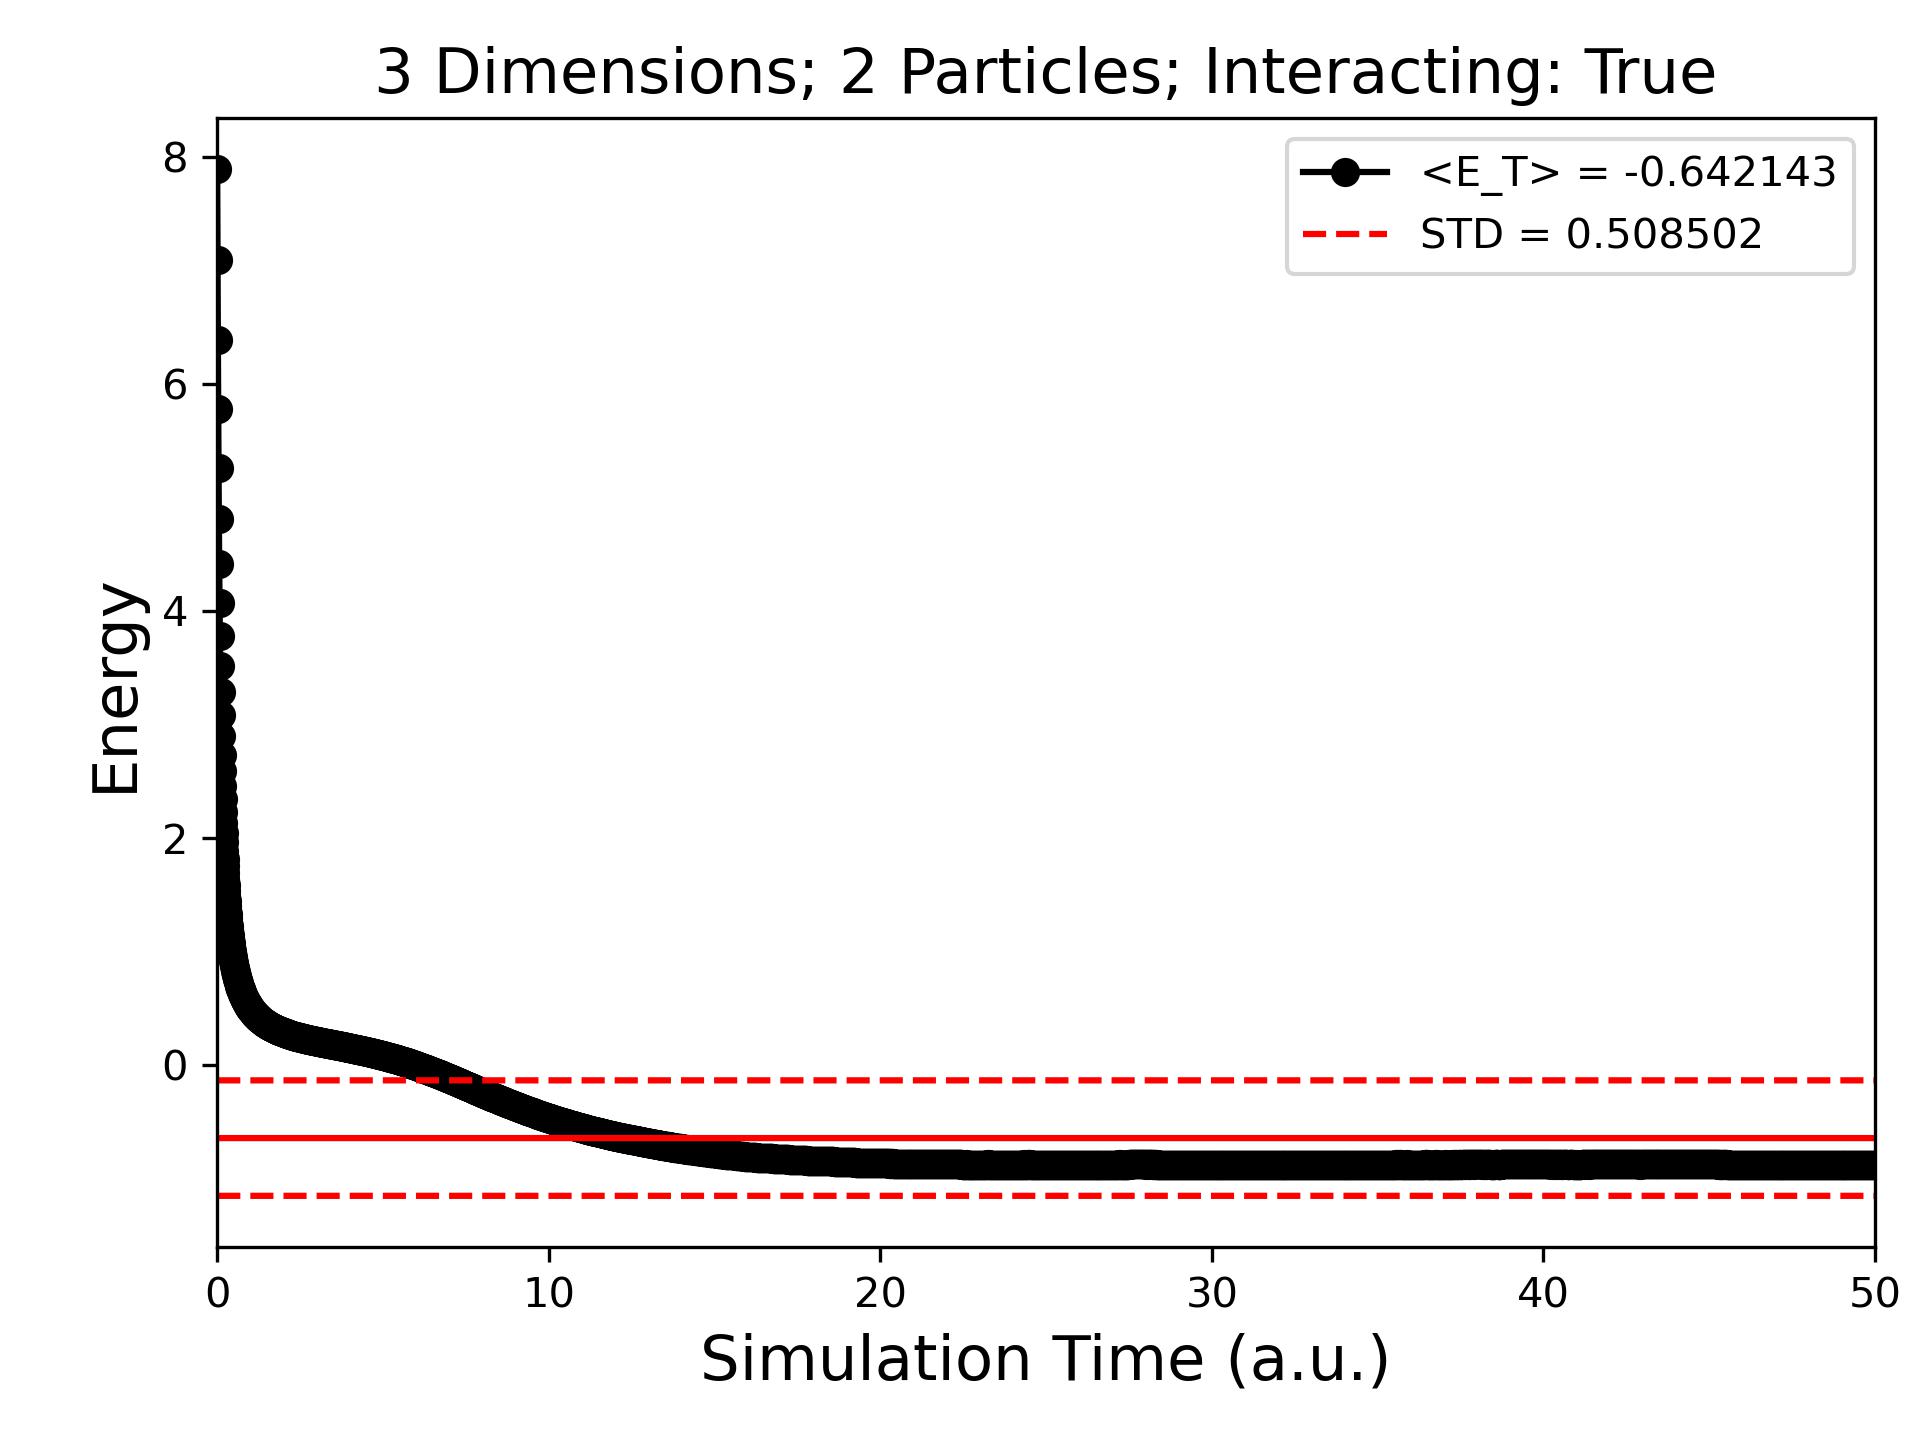 3 Dimensions; 2 Particles; Interacting: True
<E_T> = -0.642143
STD = 0.508502
8
6
4
2
0
Energy
0
10
20
30
40
50
Simulation Time (a.u.)